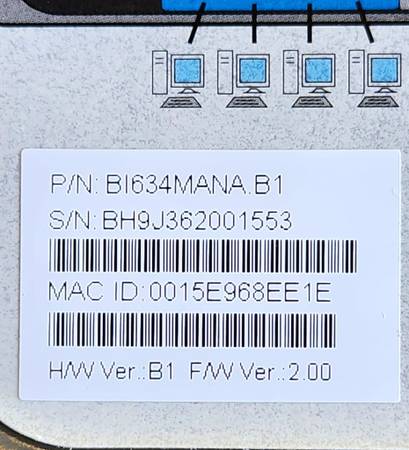 P/N: BI634MANA.B1
S/N: BH9J362001553
MAC ID:0015E968EE1E
H/W Ver.:B1 F/W Ver.:2.00